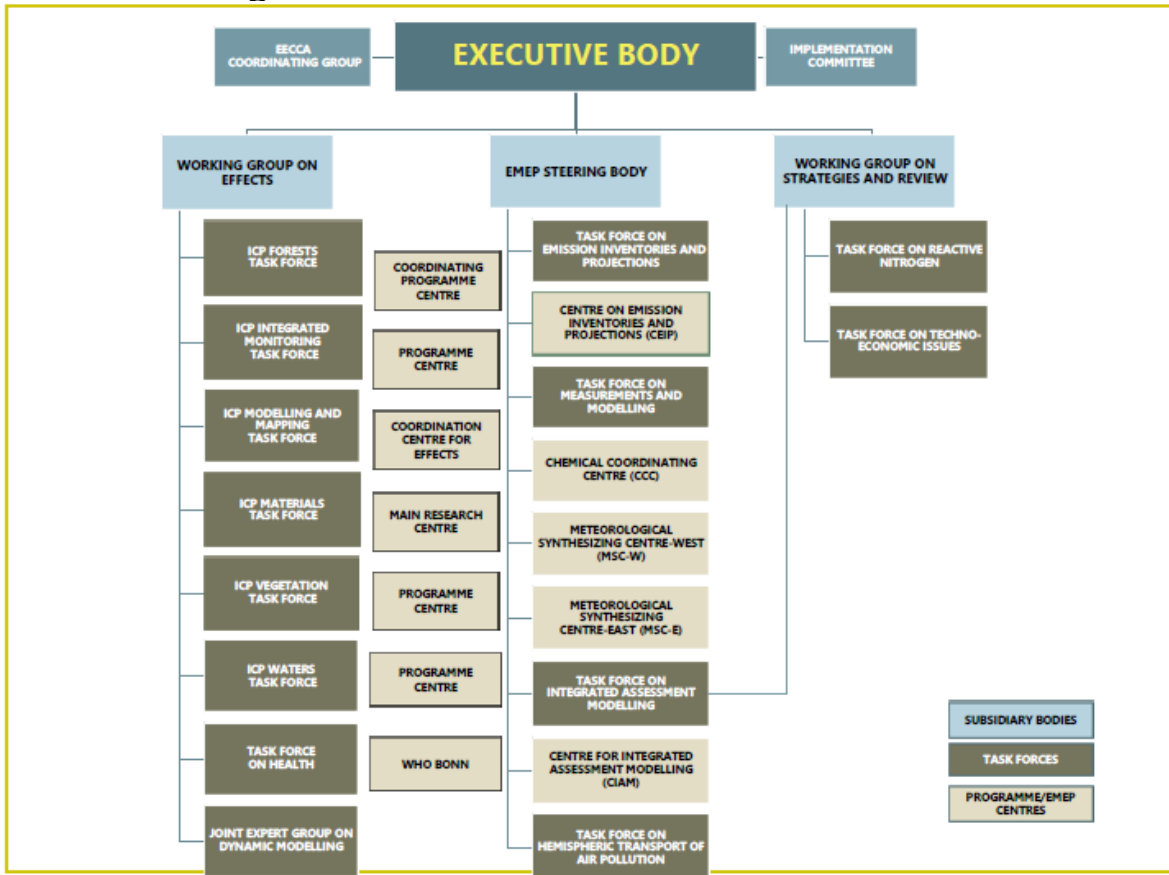 EECCA
COORDINATING GROUP
EXECUTIVE BODY
IMPLEMENTATION
COMMITTEE
WORKING GROUP ON
EFFECTS
EMEP STEERING BODY
WORKING GROUP ON
STRATEGIES AND REVIEW
ICP FORESTS
TASK FORCE
ICP INTEGRATED
MONITORING
TASK FORCE
ICP MODELLING AND
MAPPING
TASK FORCE
ICP MATERIALS
TASK FORCE
ICP VEGETATION
TASK FORCE
ICP WATERS
TASK FORCE
TASK FORCE
ON HEALTH
JOINT EXPERT GROUP ON
DYNAMIC MODELLING
COORDINATING
PROGRAMME
CENTRE
PROGRAMME
CENTRE
COORDINATION
CENTRE FOR
EFFECTS
MAIN RESEARCH
CENTRE
PROGRAMME
CENTRE
PROGRAMME
CENTRE
WHO BONN
TASK FORCE ON
EMISSION INVENTORIES AND
PROJECTIONS
CENTRE ON EMISSION
INVENTORIES AND
PROJECTIONS (CEIP)
TASK FORCE ON
MEASUREMENTS AND
MODELLING
CHEMICAL COORDINATING
CENTRE (CCC)
METEOROLOGICAL
SYNTHESIZING CENTRE-WEST
(MSC-W)
METEOROLOGICAL
SYNTHESIZING
CENTRE-EAST (MSC-E)
TASK FORCE ON
INTEGRATED ASSESSMENT
MODELLING
CENTRE FOR INTEGRATED
ASSESSMENT MODELLING
(CIAM)
TASK FORCE ON
HEMISPHERIC TRANSPORT OF
AIR POLLUTION
TASK FORCE ON REACTIVE
NITROGEN
TASK FORCE ON TECHNO-
ECONOMIC ISSUES
SUBSIDIARY BODIES
TASK FORCES
PROGRAMME/EMEP
CENTRES